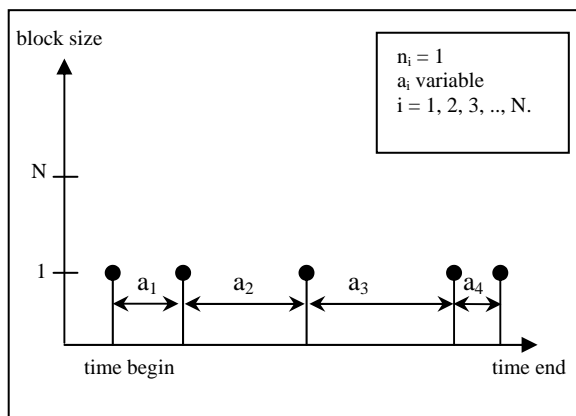 block size
n_i = 1
a_i variable
i = 1, 2, 3, .., N.
N
1
a_1 a_2 a_3 a_4
time begin time end